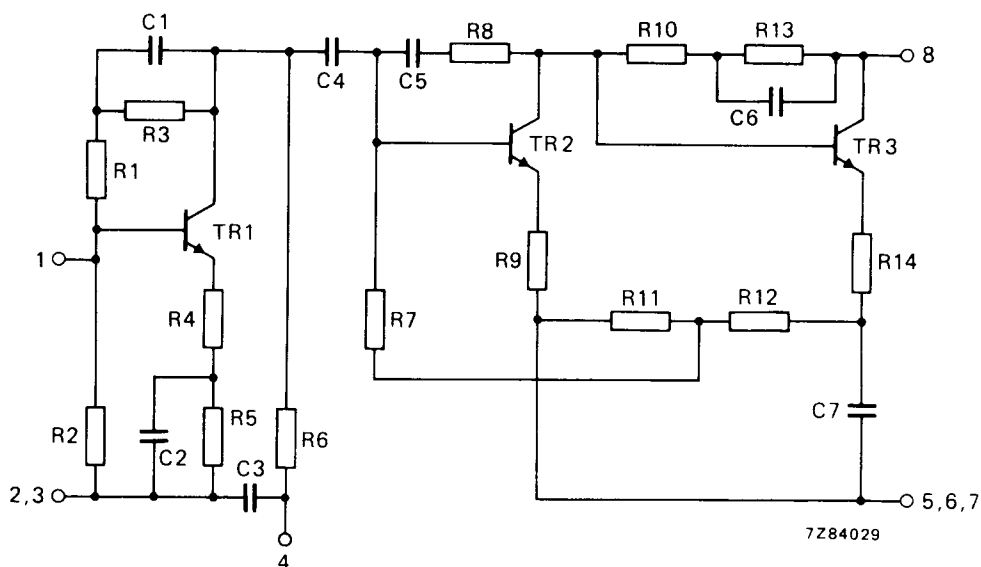 C1
R3
R1
TR1
1
R4
R2
C2
R5
C3
R6
2,3
4
C4
C5
R8
TR2
R7
R9
R10
R13
C6
8
TR3
R14
R11
R12
C7
5,6,7
7Z84029